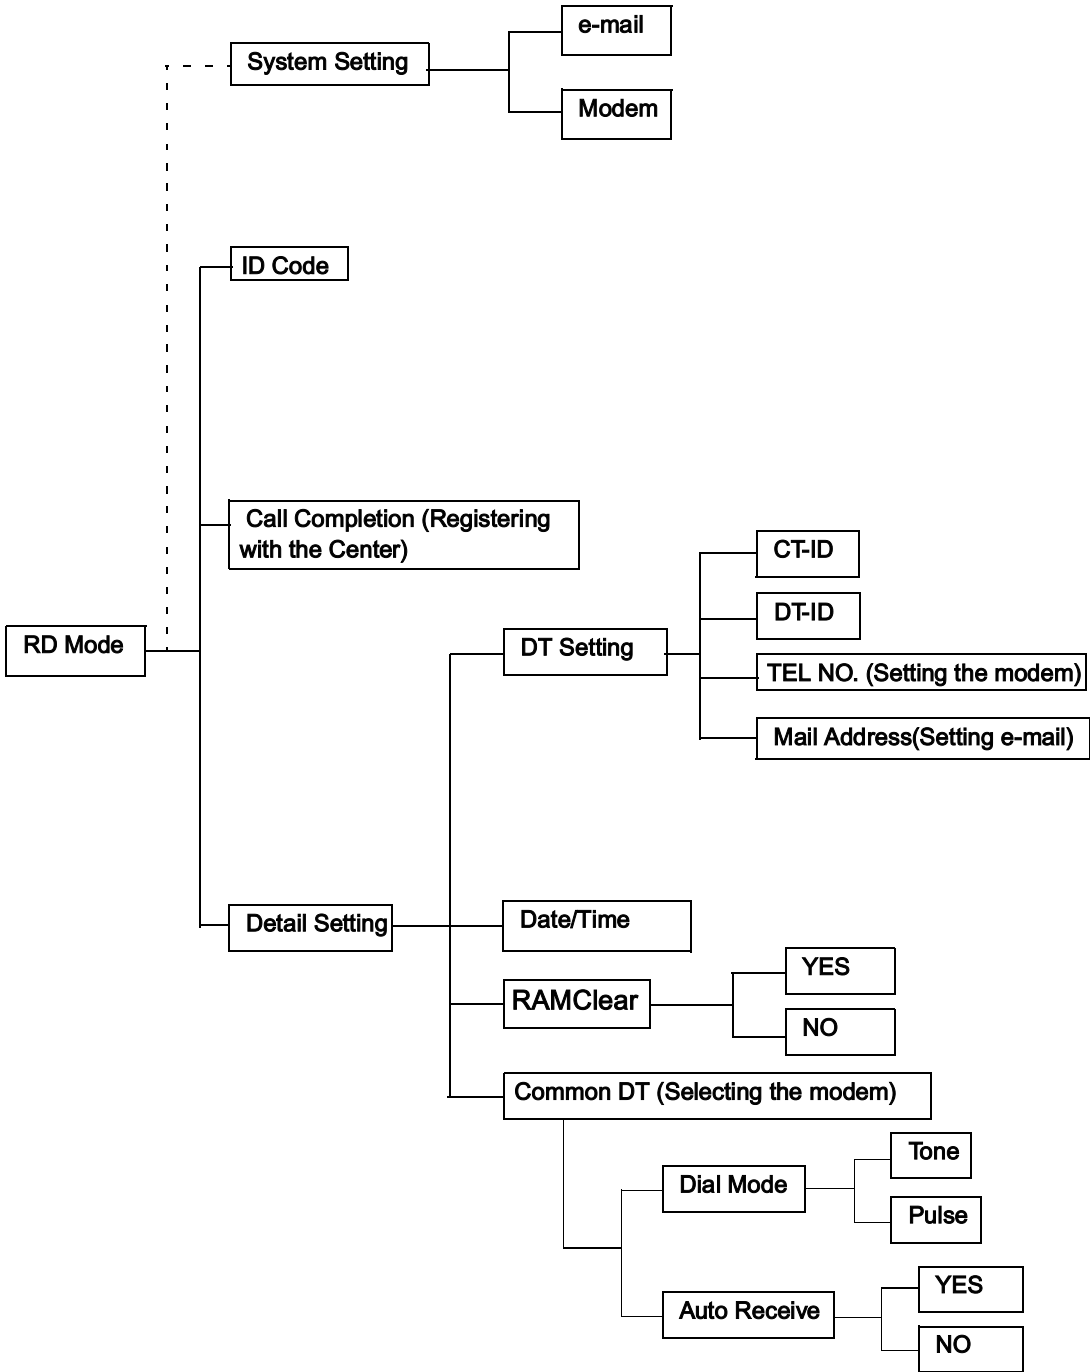 e-mail
System Setting
Modem
ID Code
Call Completion (Registering
with the Center)
CT-ID
DT-ID
RD Mode
DT Setting
TEL NO. (Setting the modem)
Mail Address(Setting e-mail)
Detail Setting
Date/Time
YES
RAMClear
NO
Common DT (Selecting the modem)
Tone
Dial Mode
Pulse
YES
Auto Receive
NO